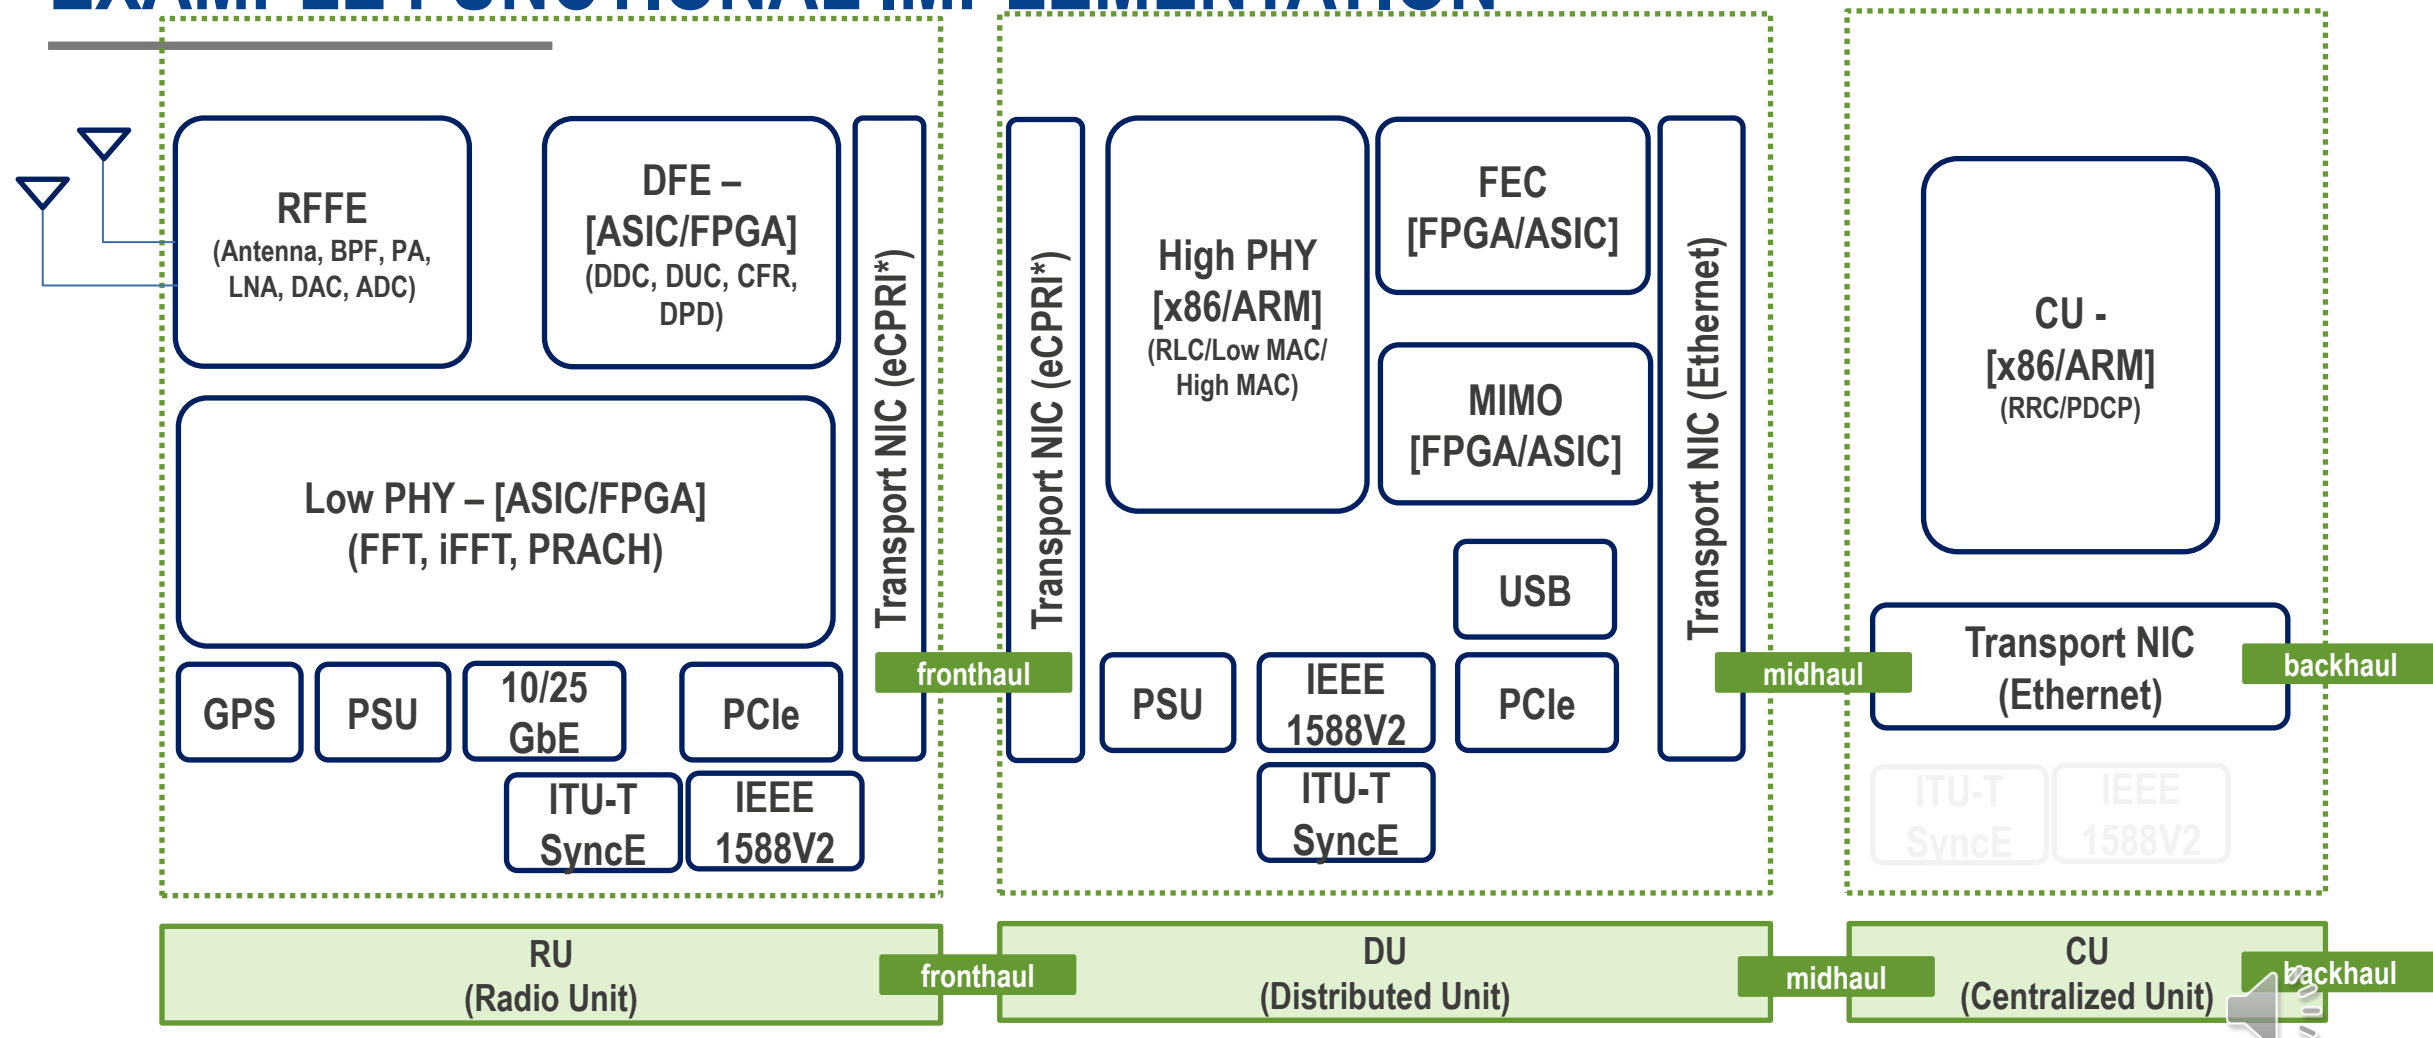 EXAMPLE FUNCTIONAL IMPLEMENTATION
RFFE
(Antenna, BPF, PA,
LNA, DAC, ADC)
DFE –
[ASIC/FPGA]
(DDC, DUC, CFR,
DPD)
Low PHY – [ASIC/FPGA]
(FFT, iFFT, PRACH)
GPS
PSU
10/25
GbE
PCIe
ITU-T
SyncE
IEEE
1588V2
Transport NIC (eCPRI*)
fronthaul
Transport NIC (eCPRI*)
High PHY
[x86/ARM]
(RLC/Low MAC/
High MAC)
FEC
[FPGA/ASIC]
MIMO
[FPGA/ASIC]
USB
PSU
IEEE
1588V2
PCIe
ITU-T
SyncE
Transport NIC (Ethernet)
midhaul
CU -
[x86/ARM]
(RRC/PDCP)
Transport NIC
(Ethernet)
backhaul
ITU-T
SyncE
IEEE
1588V2
RU
(Radio Unit)
fronthaul
DU
(Distributed Unit)
midhaul
CU
(Centralized Unit)
backhaul